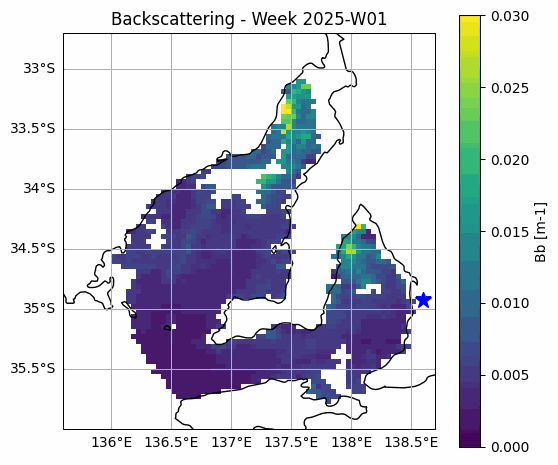 Backscattering - Week 2025-W01
33°S
33.5°S
34°S
34.5°S
35°S
35.5°S
136°E 136.5°E 137°E 137.5°E 138°E 138.5°E
0.030
0.025
0.020
0.015
0.010
0.005
0.000
Bb [m-1]